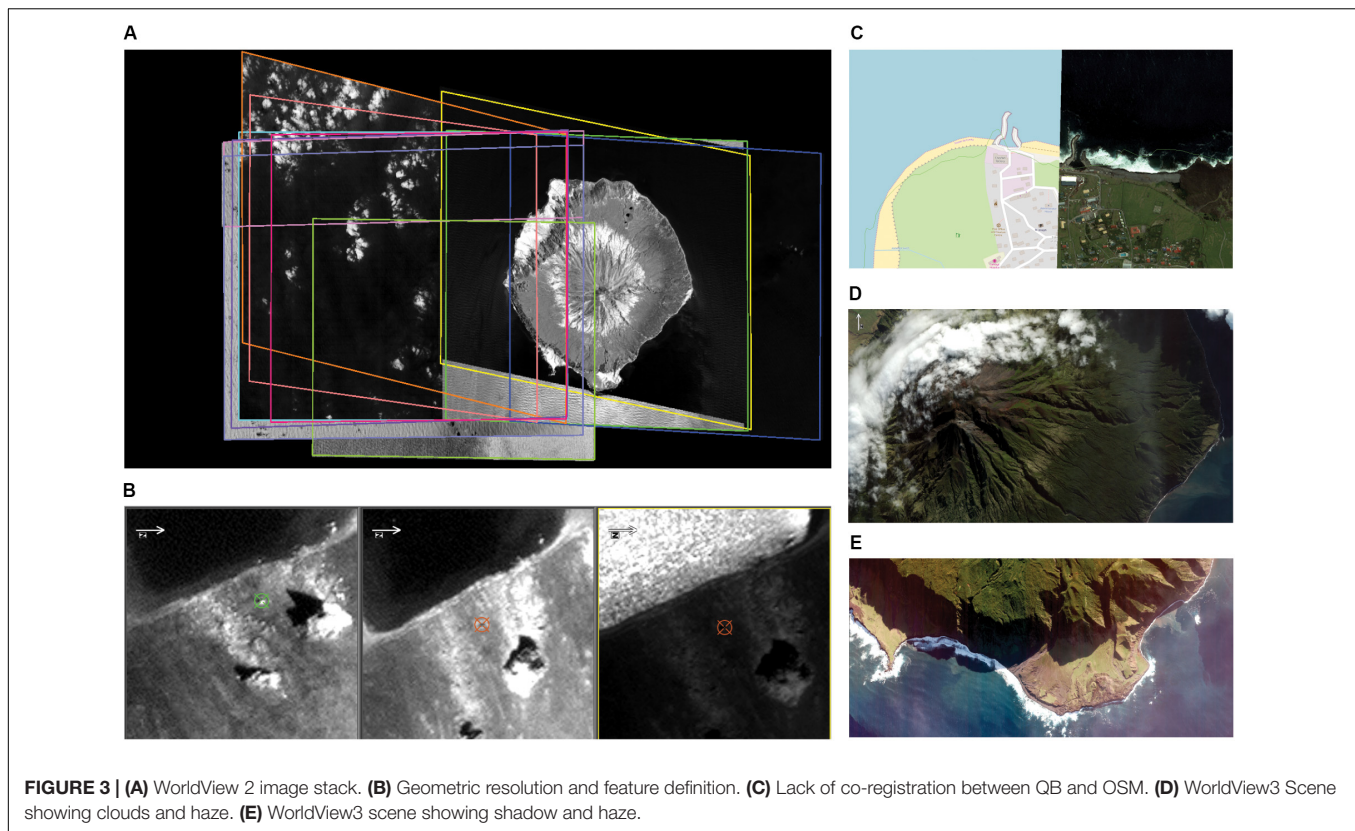 A
C
D
B
E
FIGURE 3 | (A) WorldView 2 image stack. (B) Geometric resolution and feature definition. (C) Lack of co-registration between QB and OSM. (D) WorldView3 Scene
showing clouds and haze. (E) WorldView3 scene showing shadow and haze.